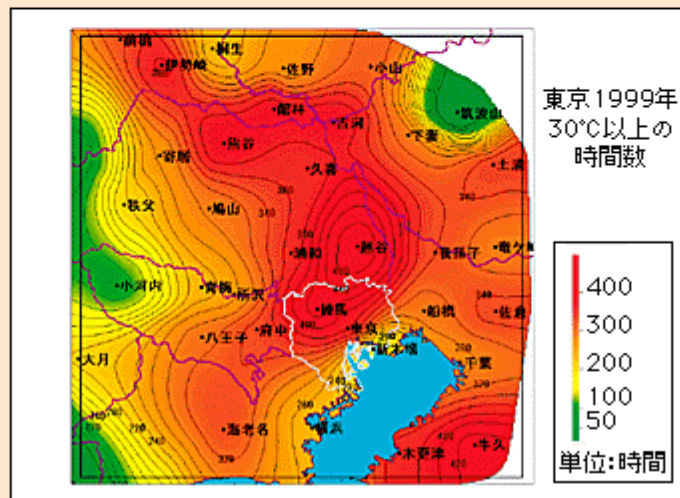 東京1999年
30℃以上の
時間数
400
300
200
100
50
単位:時間
前橋
桐生
伊勢崎
佐野
小山
筑波山
館林
古河
下妻
熊谷
寄居
久喜
土浦
秩父
鳩山
浦和
越谷
我孫子
竜ケ崎
小河内
青梅
所沢
練馬
船橋
佐倉
八王子
府中
東京
新木場
千葉
大月
海老名
横浜
木更津
牛久